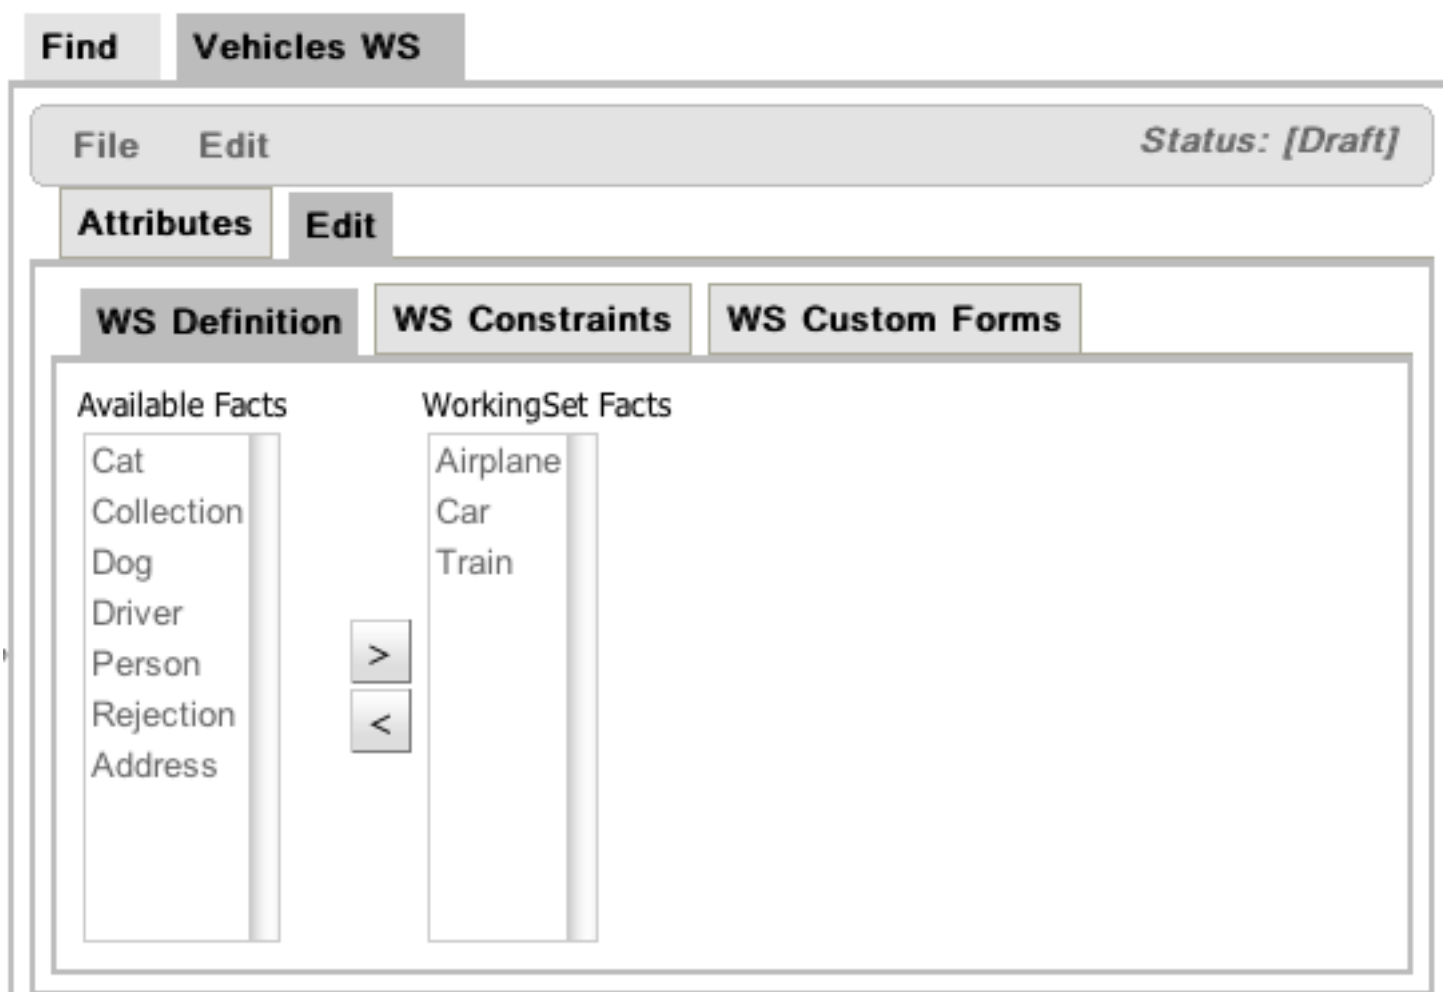 Find Vehicles WS
File Edit Status: [Draft]
Attributes Edit
WS Definition WS Constraints WS Custom Forms
Available Facts WorkingSet Facts
Cat Airplane
Collection Car
Dog Train
Driver
Person
>
Rejection
<
Address